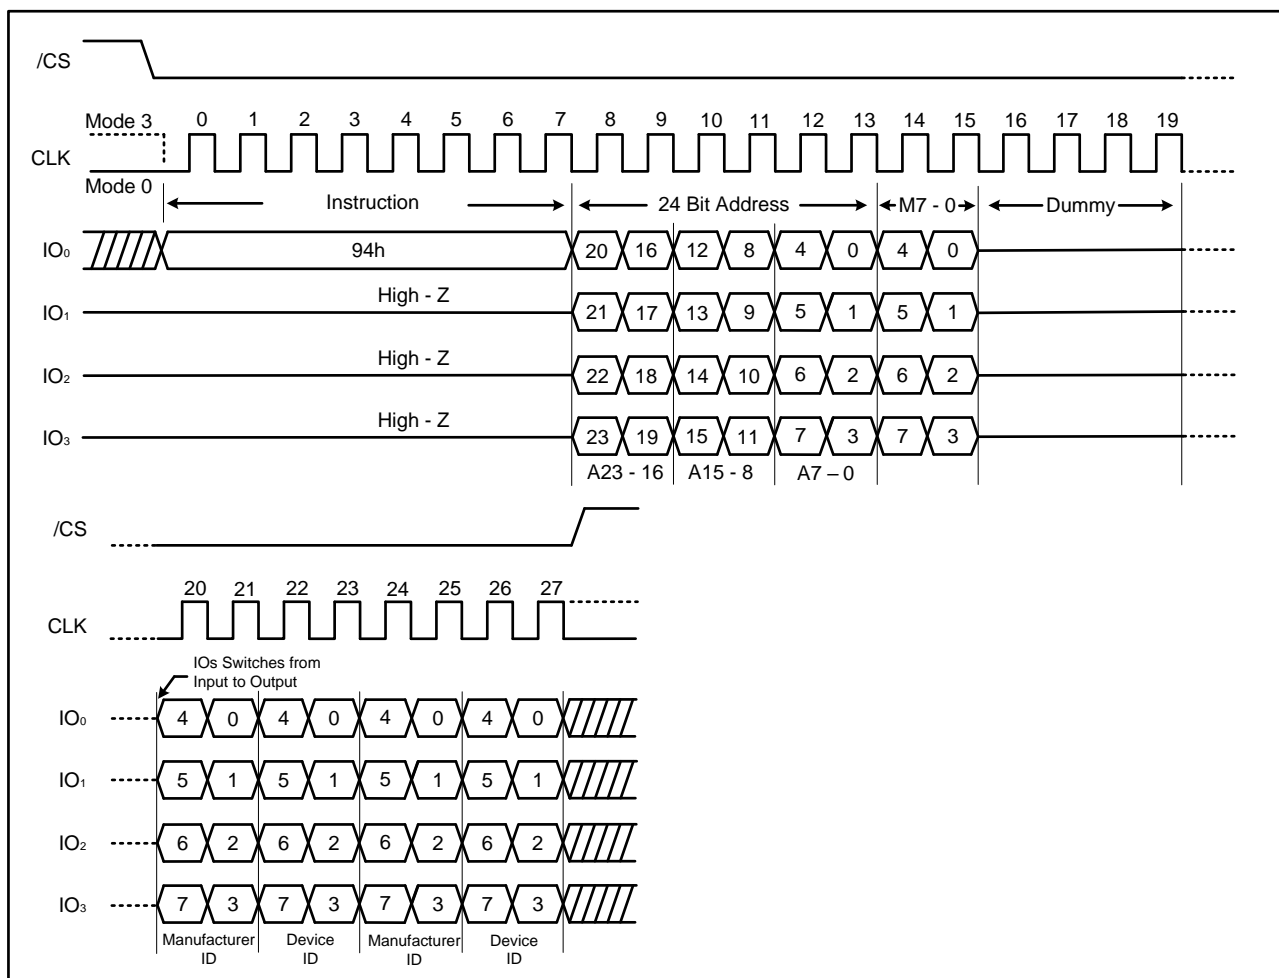 /CS
0 1 2 3 4 5 6 7 8 9 10 11 12 13 14 15 16 17 18 19
Mode 3
CLK
Mode 0
Instruction 24 Bit Address M7 - 0 Dummy
IO₀ 94h 20 16 12 8 4 0 4 0
High - Z
IO₁ 21 17 13 9 5 1 5 1
High - Z
IO₂ 22 18 14 10 6 2 6 2
High - Z
IO₃ 23 19 15 11 7 3 7 3
A23 - 16 A15 - 8 A7 – 0
/CS
20 21 22 23 24 25 26 27
CLK
IOs Switches from
Input to Output
IO₀ 4 0 4 0 4 0 4 0
IO₁ 5 1 5 1 5 1 5 1
IO₂ 6 2 6 2 6 2 6 2
IO₃ 7 3 7 3 7 3 7 3
Manufacturer Device Manufacturer Device
ID ID ID ID